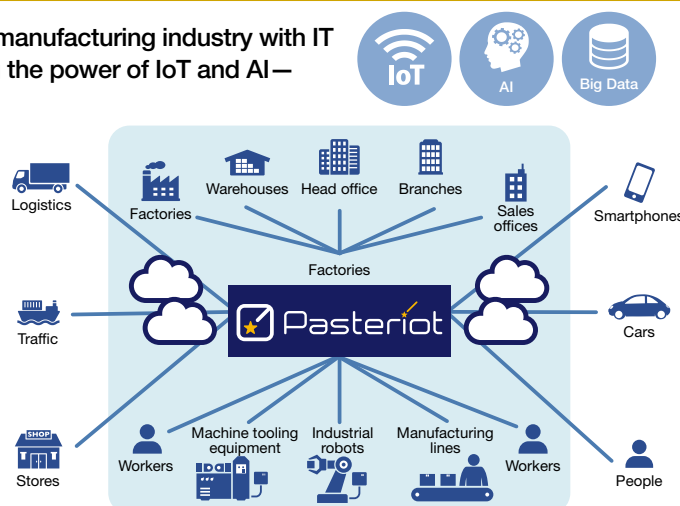 manufacturing industry with IT
the power of IoT and AI—
IoT
AI
Big Data
Logistics
Factories
Warehouses
Head office
Branches
Sales
offices
Smartphones
Factories
Pasteriot
Traffic
Cars
SHOP
Stores
Workers
Machine tooling
equipment
Industrial
robots
Manufacturing
lines
Workers
People